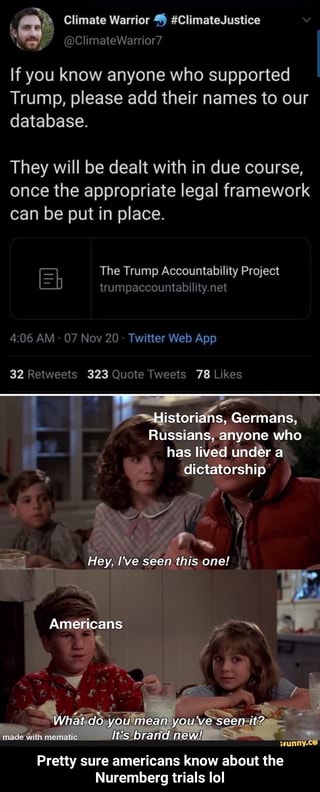 Climate Warrior #ClimateJustice
@ClimateWarrior7
If you know anyone who supported
Trump, please add their names to our
database.
They will be dealt with in due course,
once the appropriate legal framework
can be put in place.
The Trump Accountability Project
trumpaccountability.net
4:06 AM · 07 Nov 20 · Twitter Web App
32 Retweets 323 Quote Tweets 78 Likes
Historians, Germans,
Russians, anyone who
has lived under a
dictatorship
Hey, I've seen this one!
Americans
What do you mean you've seen it?
It's brand new!
made with mematic
ifunny.co
Pretty sure americans know about the
Nuremberg trials lol